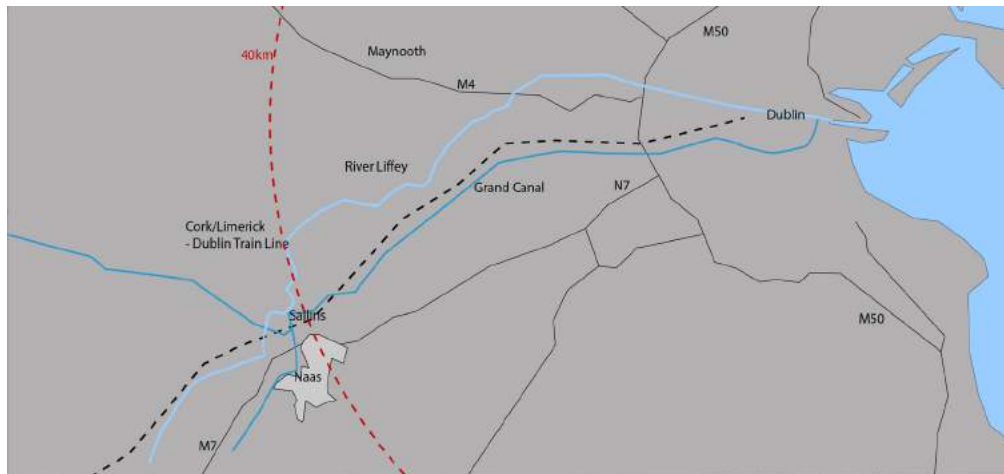 M50
40km
Maynooth
M4
Dublin
River Liffey
Grand Canal
N7
Cork/Limerick
- Dublin Train Line
Sallins
M50
Naas
M7